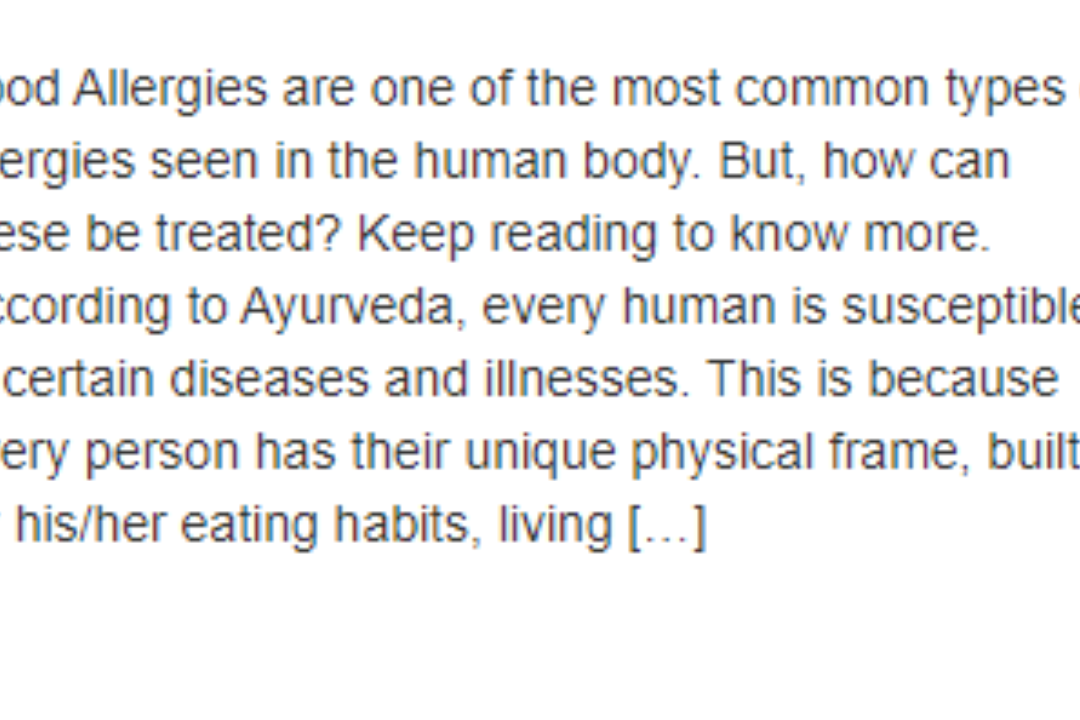 ood Allergies are one of the most common types
ergies seen in the human body. But, how can
ese be treated? Keep reading to know more.
ccording to Ayurveda, every human is susceptible
certain diseases and illnesses. This is because
ery person has their unique physical frame, built
his/her eating habits, living [...]